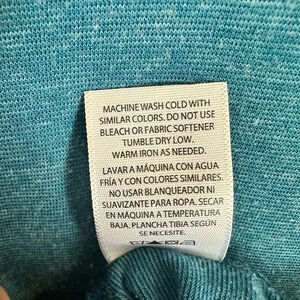 MACHINE WASH COLD WITH
SIMILAR COLORS. DO NOT USE
BLEACH OR FABRIC SOFTENER
TUMBLE DRY LOW.
WARM IRON AS NEEDED.
LAVAR A MÁQUINA CON AGUA
FRÍA Y CON COLORES SIMILARES.
NO USAR BLANQUEADOR NI
SUAVIZANTE PARA ROPA. SECAR
EN MÁQUINA A TEMPERATURA
BAJA, PLANCHA TIBIA SEGÚN
SE NECESITE.